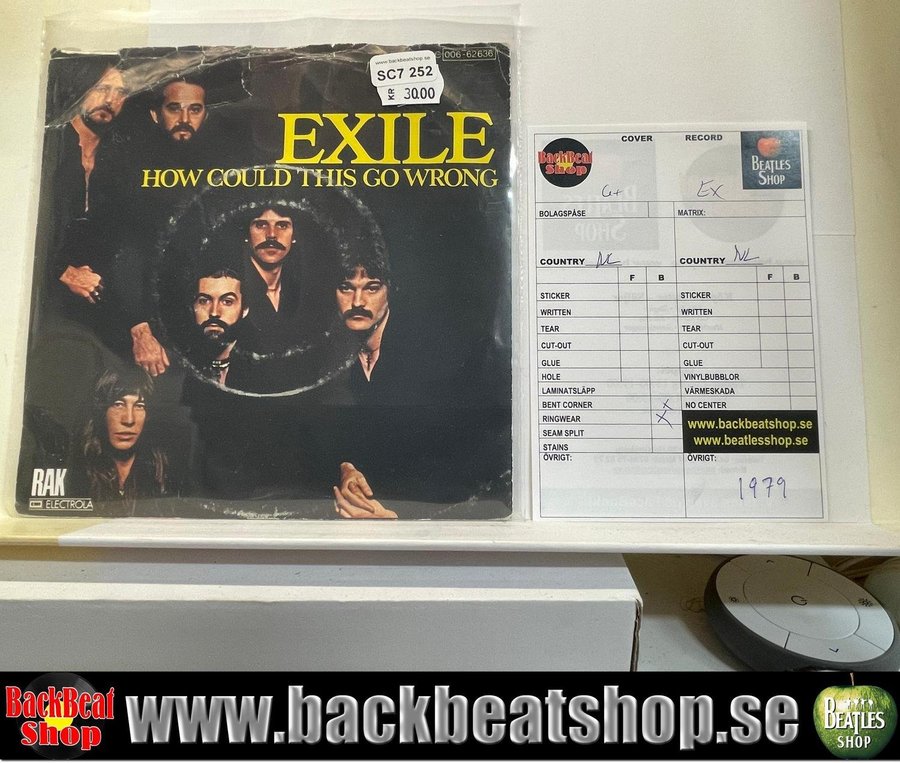 006-62636
www.backbeatshop.se
SC7 252
KR 30.00
EXILE
HOW COULD THIS GO WRONG
RAK
EMI ELECTROLA
BackBeat
Shop
COVER
RECORD
BEATLES
SHOP
G+
EX
BOLAGSPÅSE
MATRIX:
COUNTRY NL
COUNTRY NL
F B
F B
STICKER
STICKER
WRITTEN
WRITTEN
TEAR
TEAR
CUT-OUT
CUT-OUT
GLUE
GLUE
HOLE
VINYLBUBBLOR
LAMINATSLÄPP
VÄRMESKADA
BENT CORNER X
NO CENTER
RINGWEAR X
SEAM SPLIT
STAINS
www.backbeatshop.se
www.beatlesshop.se
ÖVRIGT:
ÖVRIGT:
1979
BackBeat
Shop
www.backbeatshop.se
BEATLES
SHOP